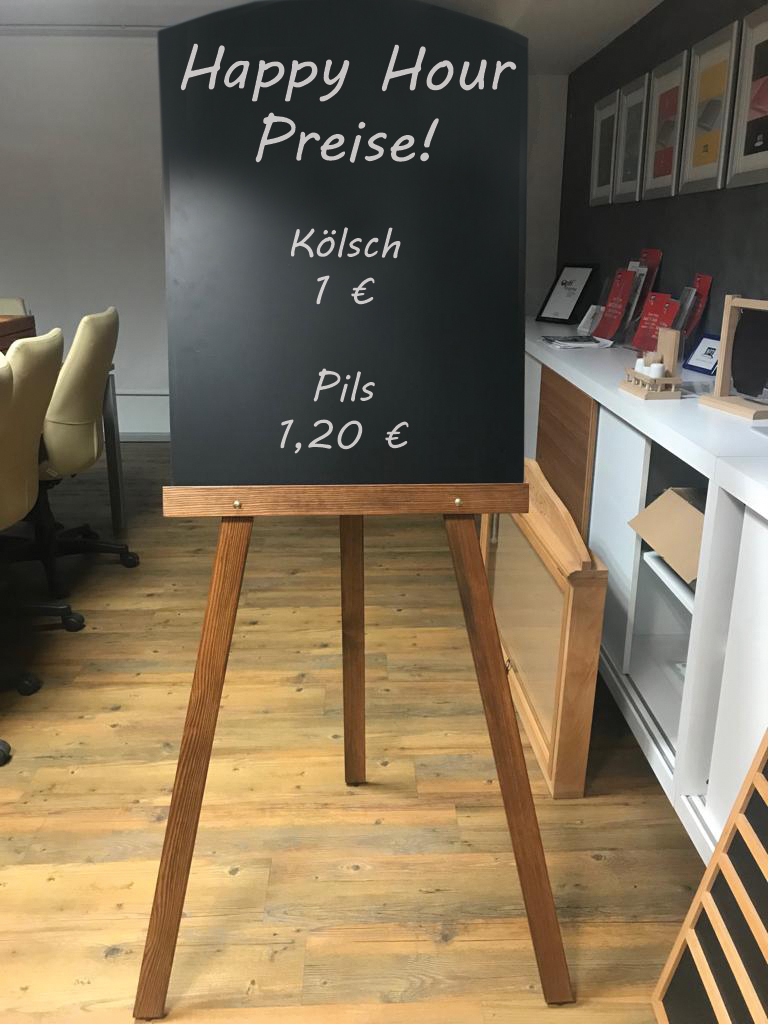 Happy Hour
Preise!
Kölsch
1 €
Pils
1,20 €